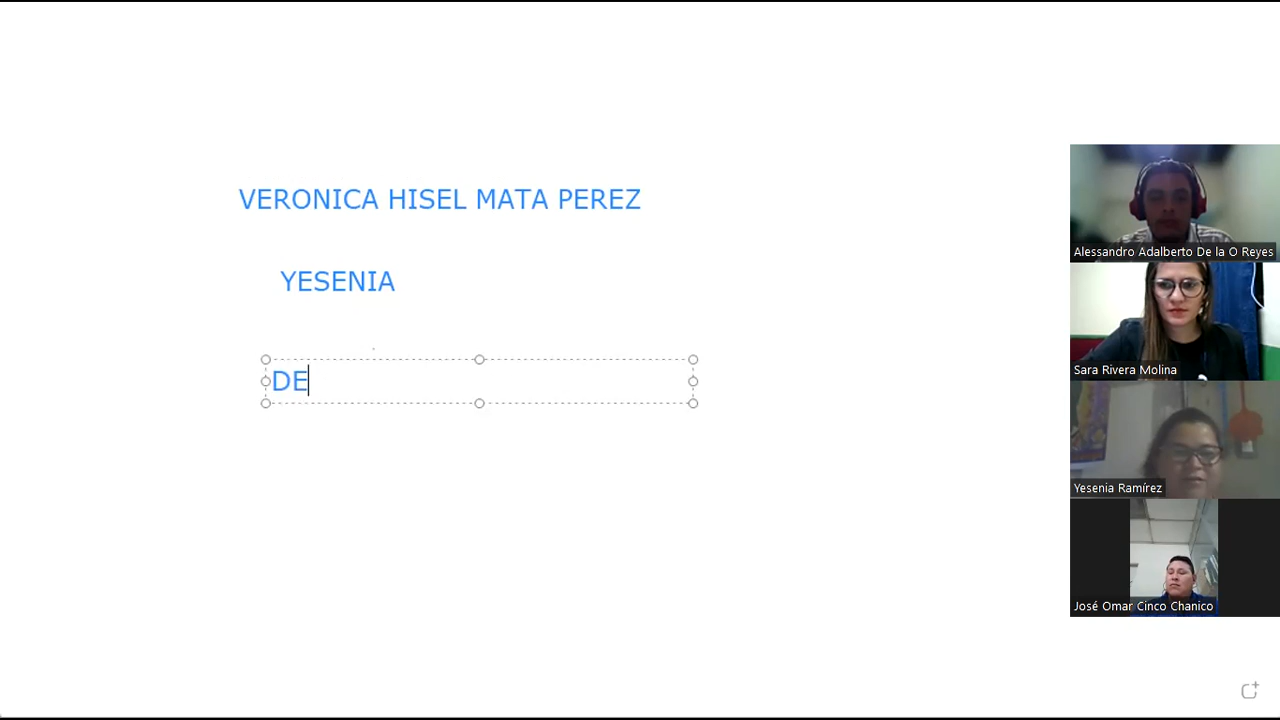 VERONICA HISEL MATA PEREZ
YESENIA
DE
Alessandro Adalberto De la O Reyes
Sara Rivera Molina
Yesenia Ramírez
José Omar Cinco Chanico